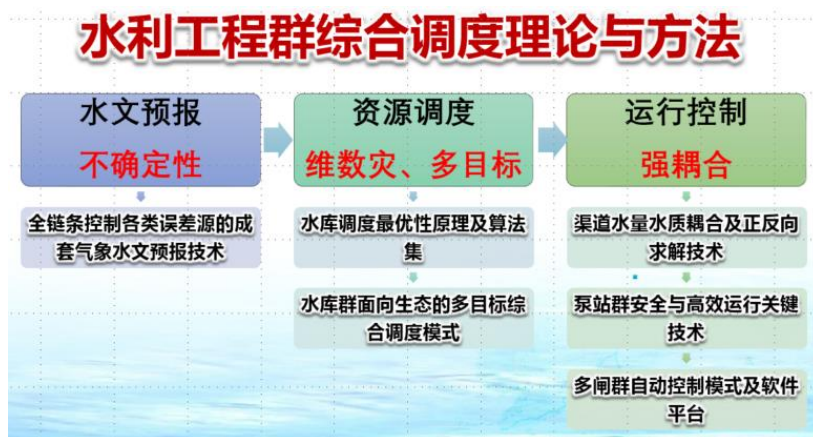 水利工程群综合调度理论与方法
水文预报
不确定性
全链条控制各类误差源的成
套气象水文预报技术
资源调度
维数灾、多目标
水库调度最优性原理及算法
集
水库群面向生态的多目标综
合调度模式
运行控制
强耦合
渠道水量水质耦合及正反向
求解技术
泵站群安全与高效运行关键
技术
多闸群自动控制模式及软件
平台